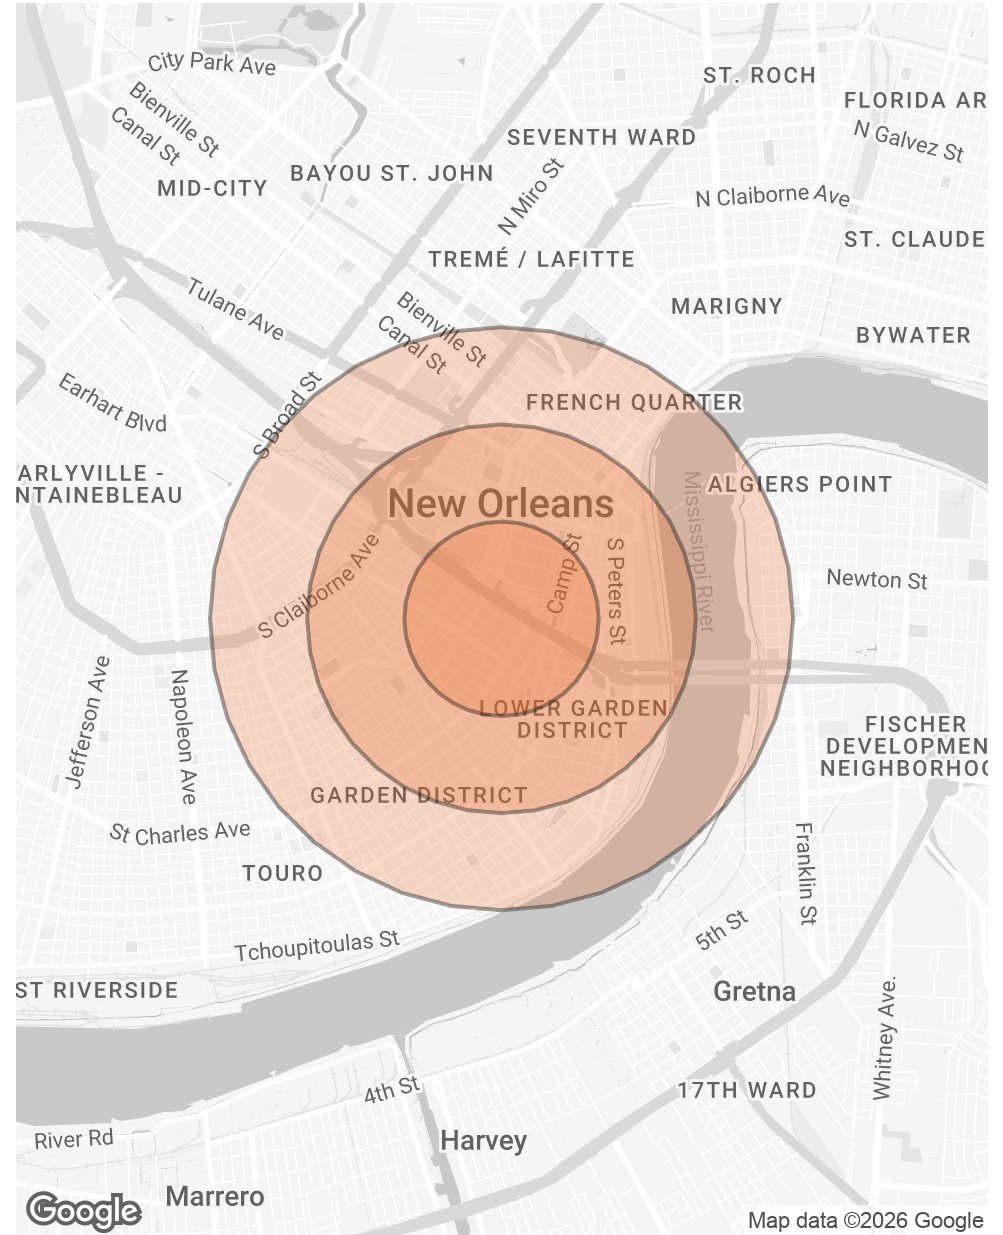 City Park Ave
ST. ROCH
Bienville St
Canal St
FLORIDA AR
SEVENTH WARD
N Galvez St
BAYOU ST. JOHN
MID-CITY
N Miro St
N Claiborne Ave
ST. CLAUDE
TREMÉ / LAFITTE
Tulane Ave
MARIGNY
Bienville St
Canal St
BYWATER
Earhart Blvd
S Broad St
FRENCH QUARTER
ARLYVILLE -
NTAINEBLEAU
ALGIERS POINT
New Orleans
Mississippi River
Camp St
S Peters St
S Claiborne Ave
Newton St
Jefferson Ave
Napoleon Ave
LOWER GARDEN
DISTRICT
FISCHER
DEVELOPMEN
NEIGHBORHOO
GARDEN DISTRICT
St Charles Ave
Franklin St
TOURO
5th St
Tchoupitoulas St
ST RIVERSIDE
Gretna
Whitney Ave.
4th St
17TH WARD
River Rd
Harvey
Marrero
Google
Map data ©2026 Google